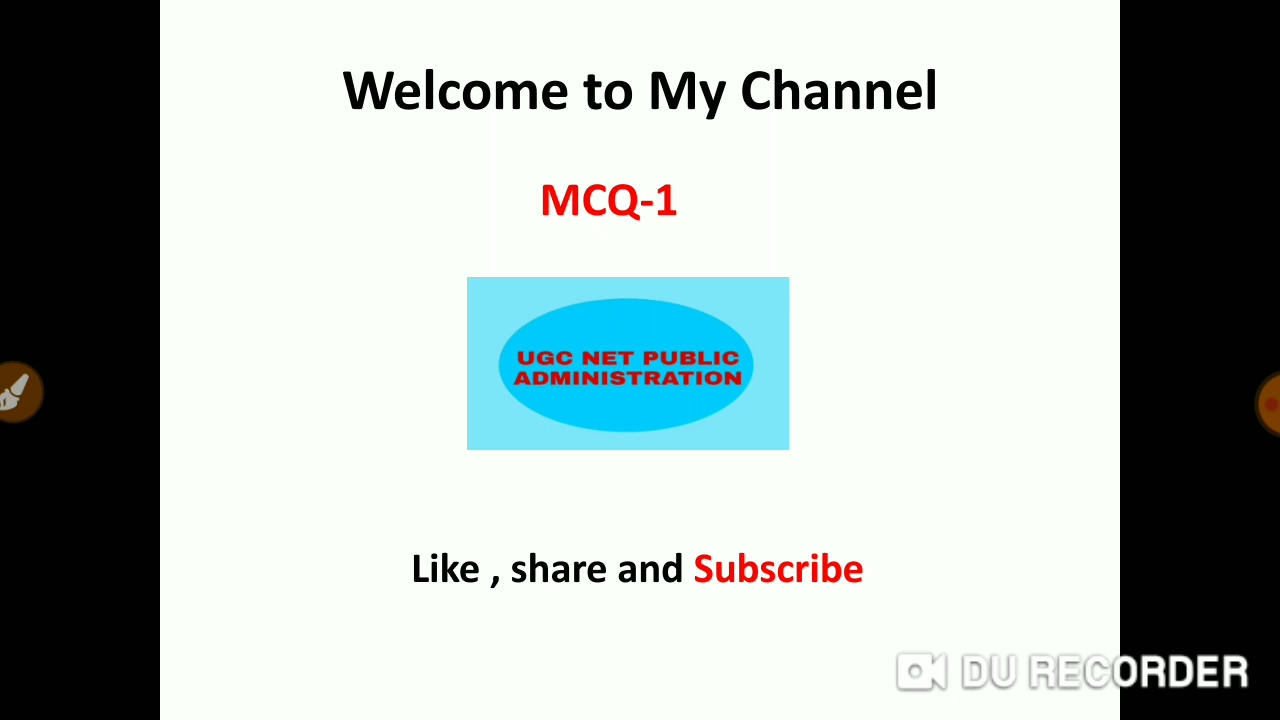 Welcome to My Channel
MCQ-1
UGC NET PUBLIC
ADMINISTRATION
Like , share and Subscribe
DU RECORDER